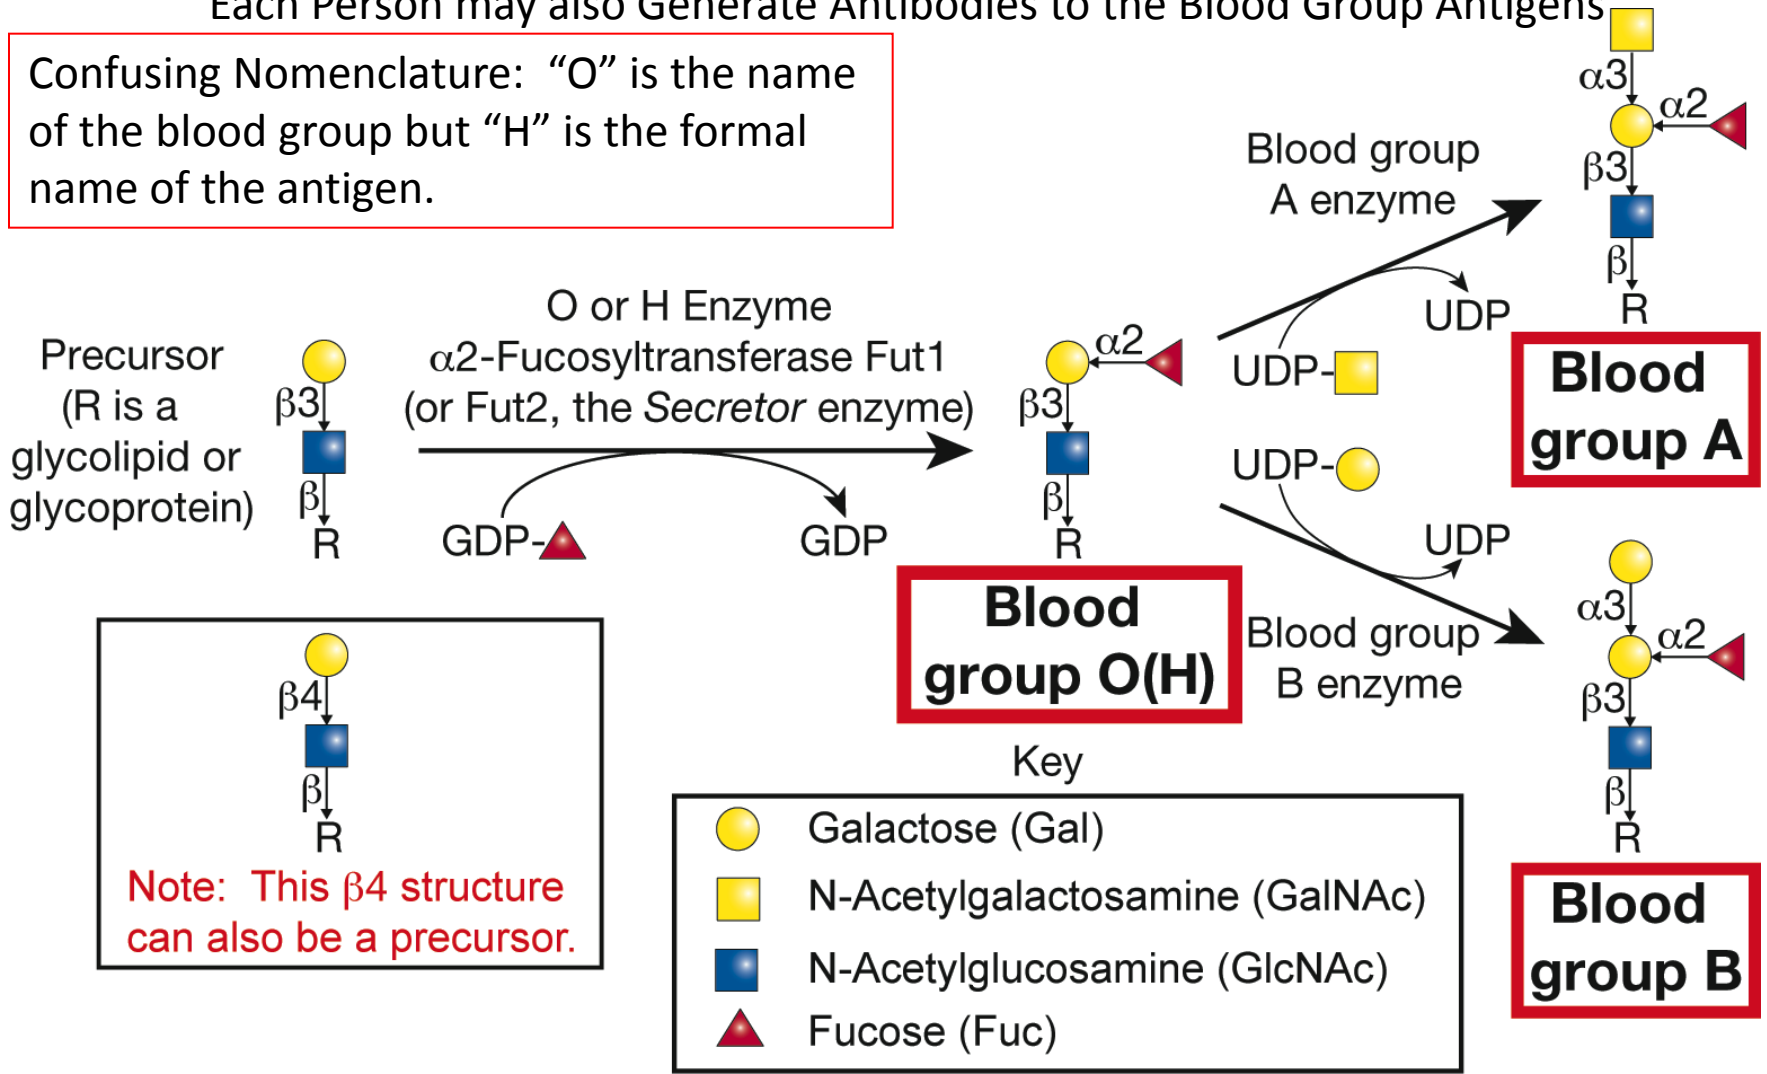 Each Person may also Generate Antibodies to the Blood Group Antigens
Confusing Nomenclature: “O” is the name
of the blood group but “H” is the formal
name of the antigen.
Precursor
(R is a
glycolipid or
glycoprotein)
β3
β
R
O or H Enzyme
α2-Fucosyltransferase Fut1
(or Fut2, the Secretor enzyme)
GDP-
GDP
α2
β3
β
R
Blood
group O(H)
Blood group
A enzyme
UDP-
UDP
α3
α2
β3
β
R
Blood
group A
UDP-
UDP
Blood group
B enzyme
α3
α2
β3
β
R
Blood
group B
β4
β
R
Note: This β4 structure
can also be a precursor.
Key
Galactose (Gal)
N-Acetylgalactosamine (GalNAc)
N-Acetylglucosamine (GlcNAc)
Fucose (Fuc)